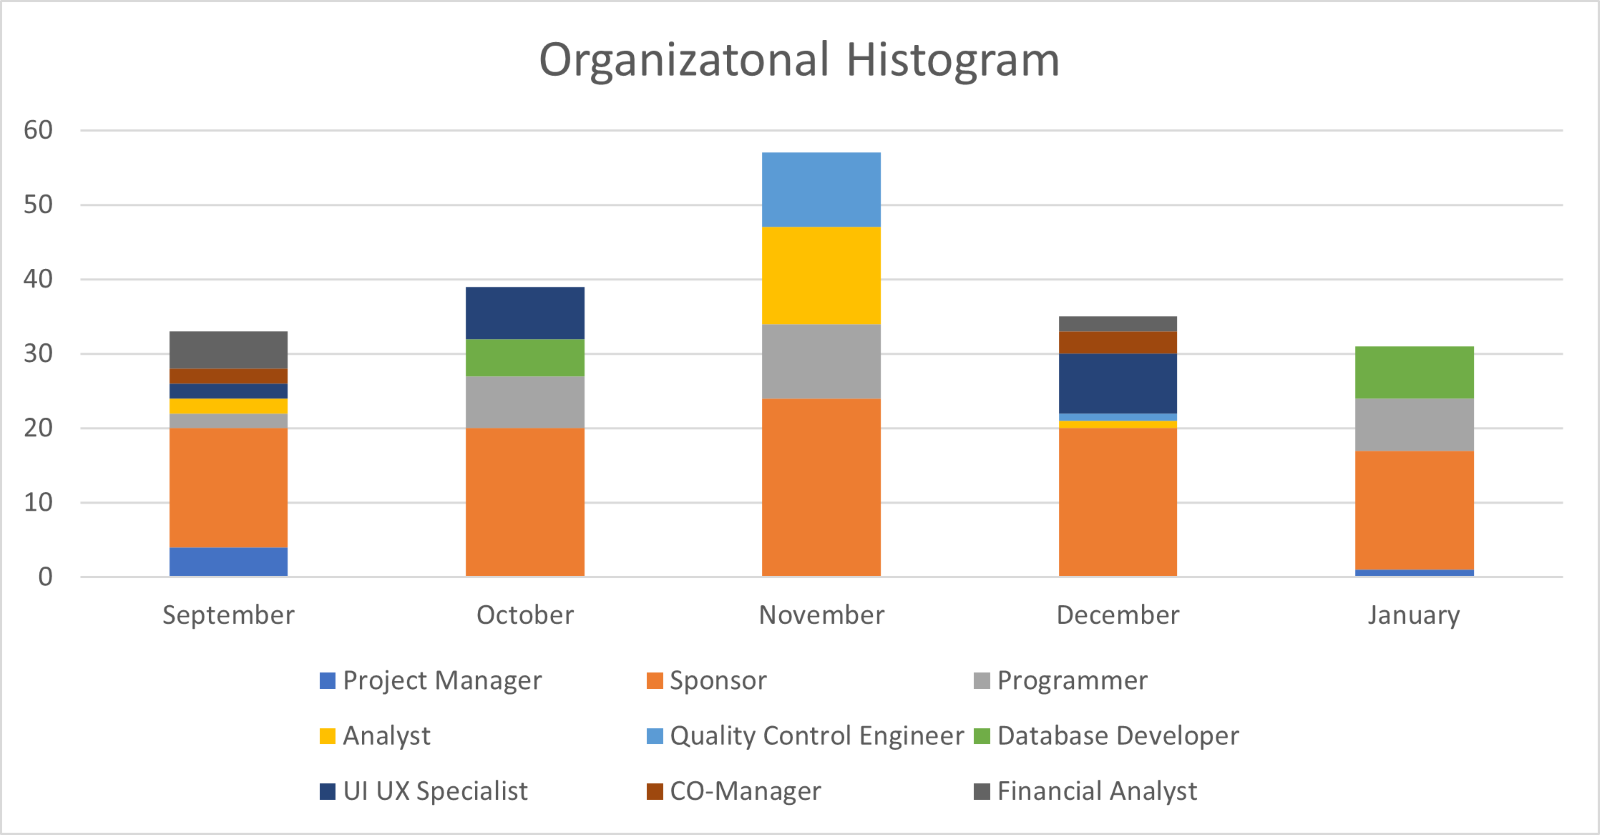 Organizatonal Histogram
60
50
40
30
20
10
0
September October November December January
Project Manager Sponsor Programmer
Analyst Quality Control Engineer Database Developer
UI UX Specialist CO-Manager Financial Analyst